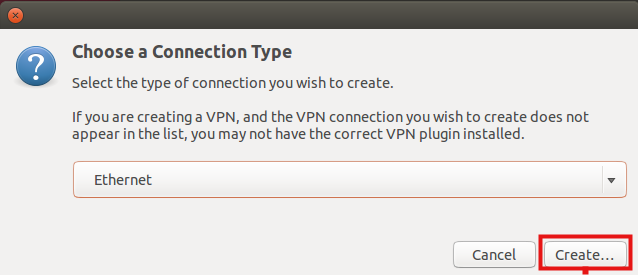 Choose a Connection Type
Select the type of connection you wish to create.
If you are creating a VPN, and the VPN connection you wish to create does not
appear in the list, you may not have the correct VPN plugin installed.
Ethernet
Cancel
Create...